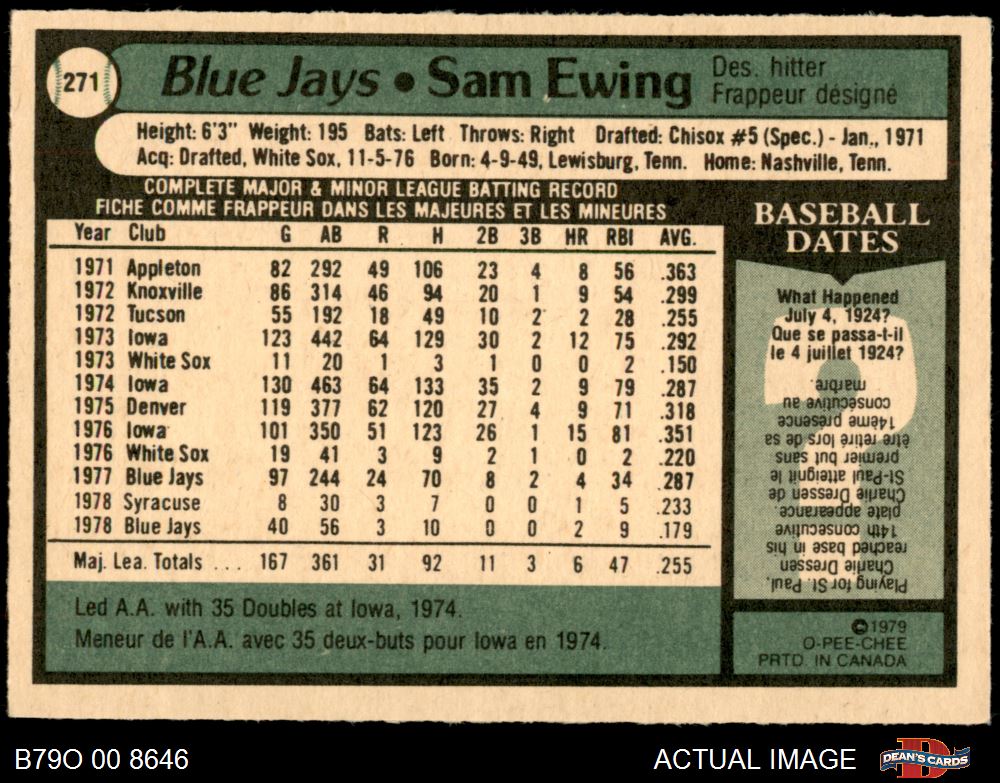 271
Blue Jays • Sam Ewing
Des. hitter
Frappeur désigné
Height: 6'3" Weight: 195 Bats: Left Throws: Right Drafted: Chisox #5 (Spec.) - Jan., 1971
Acq: Drafted, White Sox, 11-5-76 Born: 4-9-49, Lewisburg, Tenn. Home: Nashville, Tenn.
COMPLETE MAJOR & MINOR LEAGUE BATTING RECORD
FICHE COMME FRAPPEUR DANS LES MAJEURES ET LES MINEURES
Year Club G AB R H 2B 3B HR RBI AVG.
1971 Appleton 82 292 49 106 23 4 8 56 .363
1972 Knoxville 86 314 46 94 20 1 9 54 .299
1972 Tucson 55 192 18 49 10 2 2 28 .255
1973 Iowa 123 442 64 129 30 2 12 75 .292
1973 White Sox 11 20 1 3 1 0 0 2 .150
1974 Iowa 130 463 64 133 35 2 9 79 .287
1975 Denver 119 377 62 120 27 4 9 71 .318
1976 Iowa 101 350 51 123 26 1 15 81 .351
1976 White Sox 19 41 3 9 2 1 0 2 .220
1977 Blue Jays 97 244 24 70 8 2 4 34 .287
1978 Syracuse 8 30 3 7 0 0 1 5 .233
1978 Blue Jays 40 56 3 10 0 0 2 9 .179
Maj. Lea. Totals ... 167 361 31 92 11 3 6 47 .255
Led A.A. with 35 Doubles at Iowa, 1974.
Meneur de l'A.A. avec 35 deux-buts pour Iowa en 1974.
BASEBALL
DATES
What Happened
July 4, 1924?
Que se passa-t-il
le 4 juillet 1924?
Playing for St. Paul,
Charlie Dressen
reached base in his
14th consecutive
plate appearance.
Charlie Dressen de
St-Paul atteignit le
premier but sans
être retiré lors de sa
14ème présence
consécutive au
marbre.
©1979
O-PEE-CHEE
PRTD. IN CANADA
B79O 00 8646
ACTUAL IMAGE
D
DEAN'S CARDS